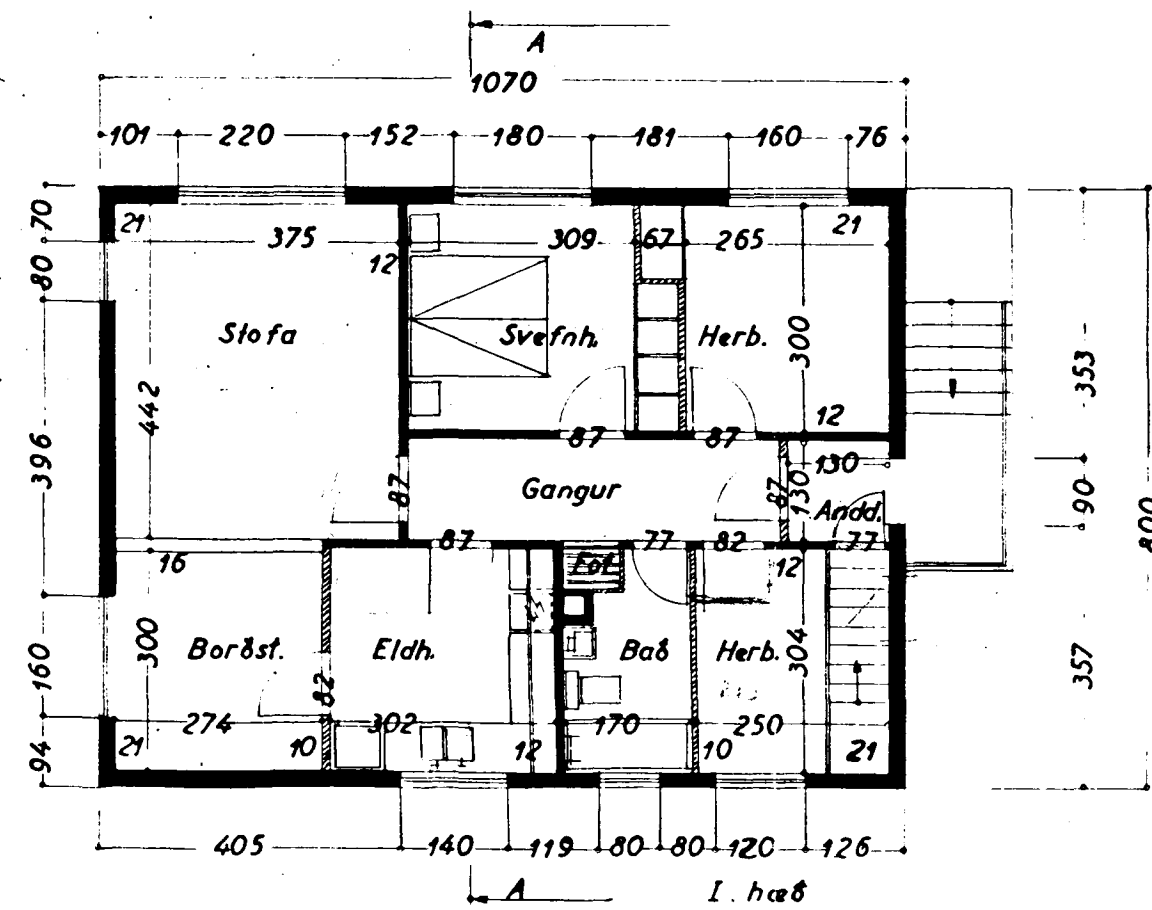 A
1070
101 220 152 180 181 160 76
21 375 309 67 265 21
12
70
80
396
160
94
Stofa Svefnh. Herb.
442
300
12
87 87
353
90
357
800
130
87 Gangur 87 130 Andd.
87 77 82 77
16 Fot 12
Borðst. Eldh. Bað Herb.
300 82 304
274 302 170 250
21 10 12 10 21
405 140 119 80 80 120 126
A I. hæð